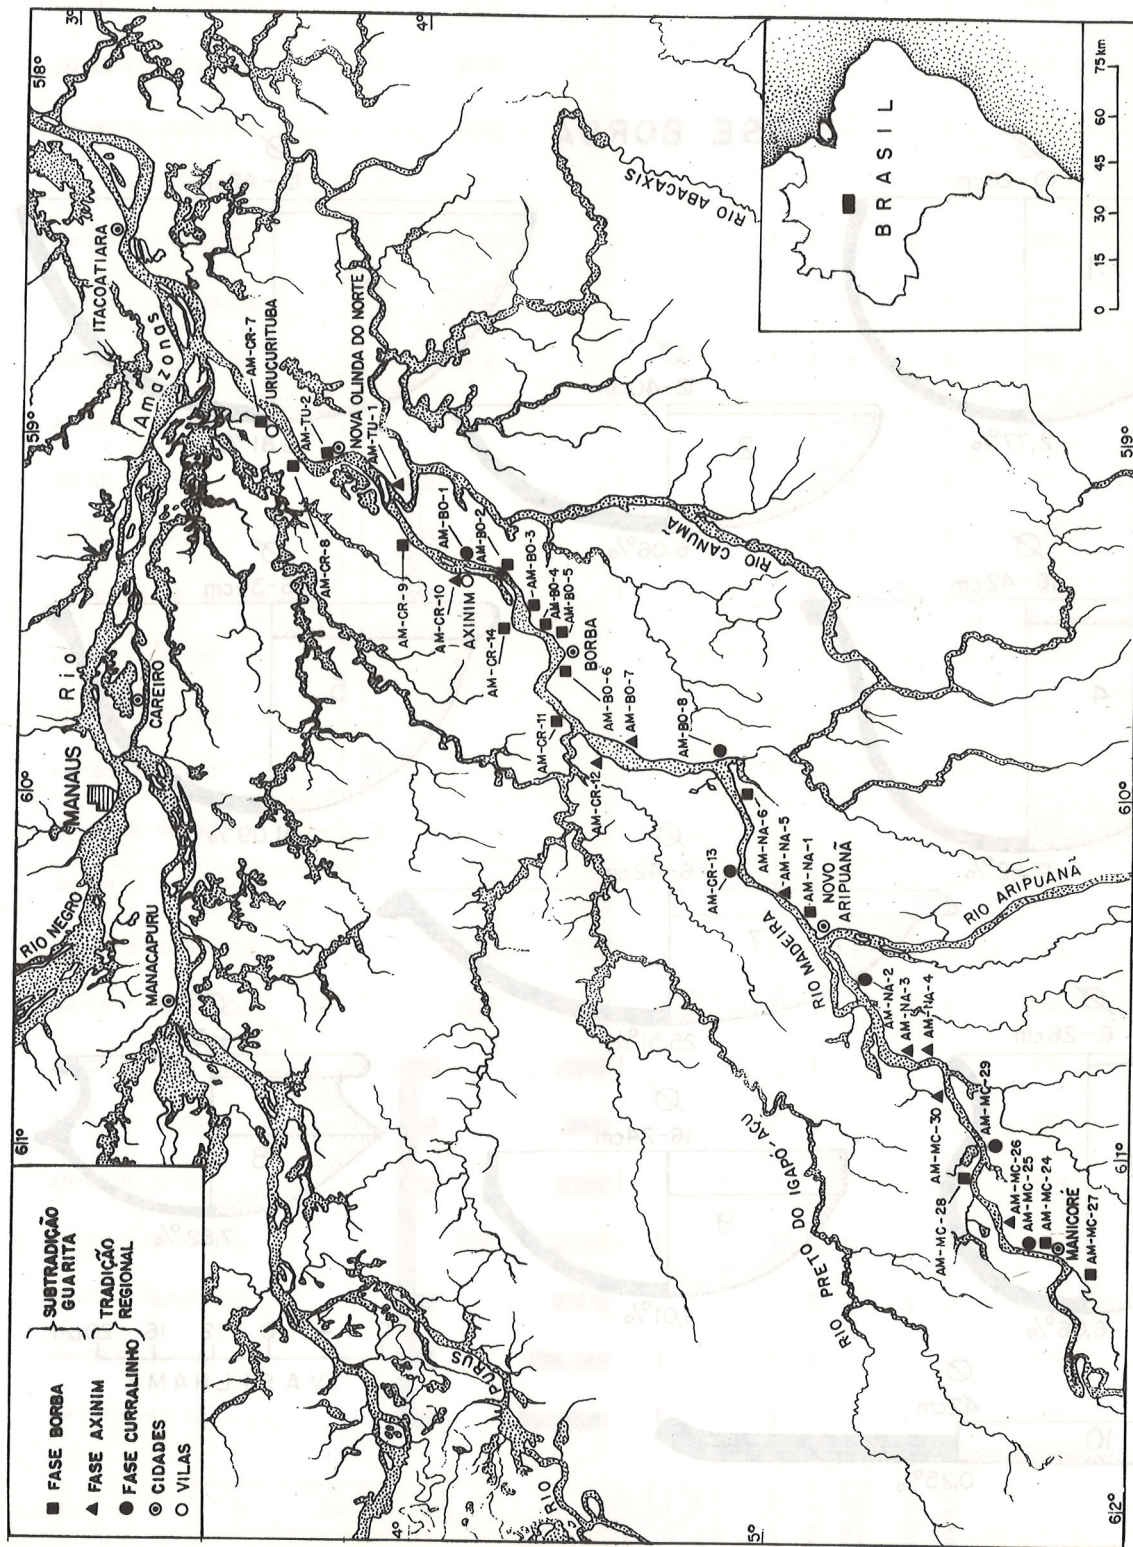 ■ FASE BORBA
▲ FASE AXINIM
● FASE CURRALINHO
CIDADES
VILAS
SUBTRADIÇÃO
GUARITA
TRADIÇÃO
REGIONAL
3°
4°
4°
5°
58°
59°
60°
61°
59°
60°
61°
62°
RIO NEGRO
MANAUS
MANACAPURU
CAREIRO
Rio
Amazonas
ITACOATIARA
AM-CR-7
URUCURITUBA
AM-TU-2
NOVA OLINDA DO NORTE
AM-TU-1
AM-CR-8
AM-CR-9
AM-CR-10
AXINIM
AM-CR-14
AM-BO-1
AM-BO-2
AM-BO-3
AM-BO-4
AM-BO-5
BORBA
AM-BO-6
AM-BO-7
AM-BO-8
AM-CR-11
AM-CR-12
AM-CR-13
AM-NA-6
AM-NA-5
AM-NA-1
NOVO
ARIPUANÃ
RIO MADEIRA
RIO ARIPUANÃ
RIO CANUMÃ
RIO ABACAXIS
AM-NA-2
AM-NA-3
AM-NA-4
AM-MC-30
AM-MC-29
AM-MC-28
AM-MC-26
AM-MC-25
AM-MC-24
MANICORÉ
AM-MC-27
RIO PRETO DO IGAPÓ-AÇU
RIO PURUS
BRASIL
0 15 30 45 60 75 km